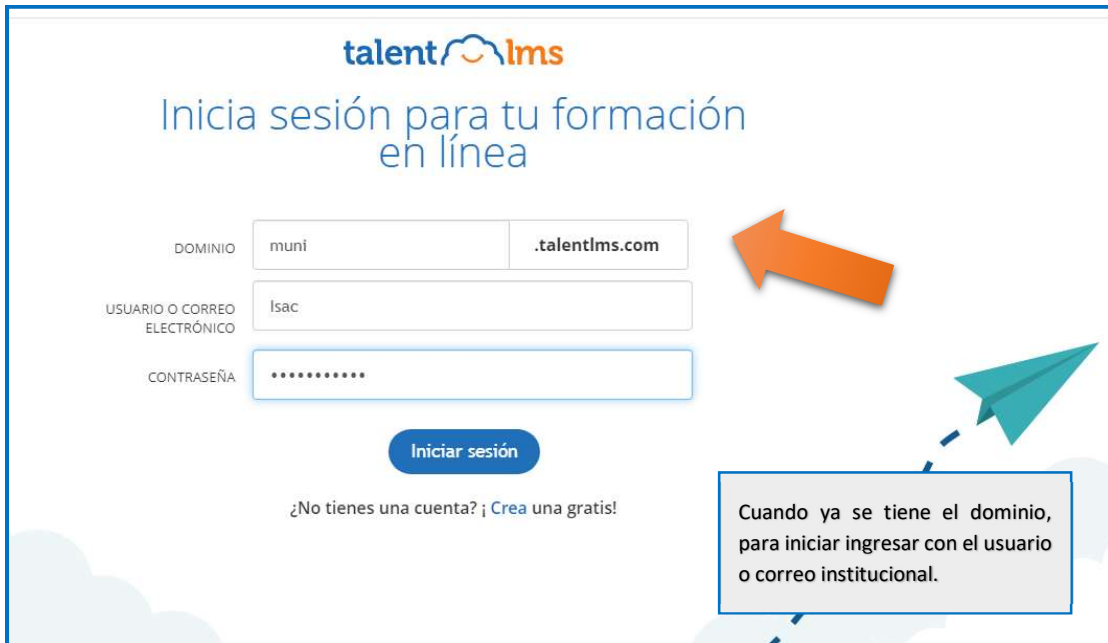 talent lms
Inicia sesión para tu formación
en línea
DOMINIO
muni
.talentlms.com
USUARIO O CORREO
ELECTRÓNICO
Isac
CONTRASEÑA
•••••••••••
Iniciar sesión
¿No tienes una cuenta? ¡ Crea una gratis!
Cuando ya se tiene el dominio,
para iniciar ingresar con el usuario
o correo institucional.